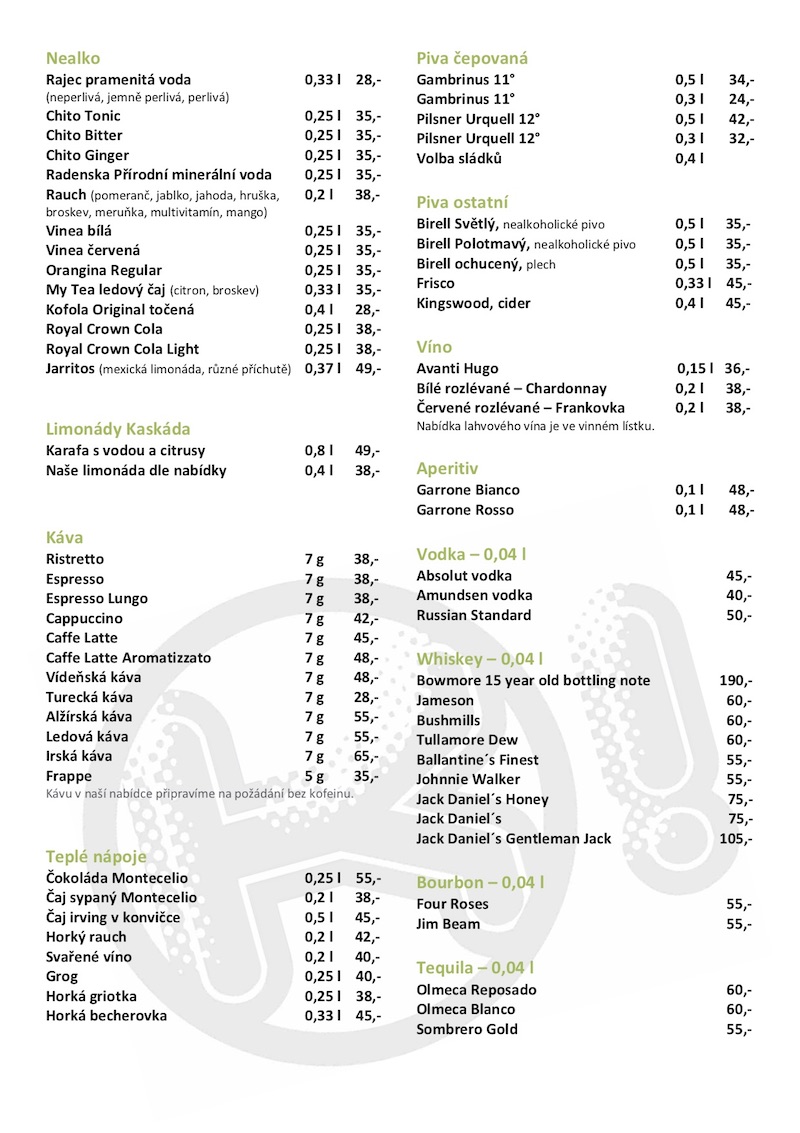 Nealko
Rajec pramenitá voda 0,33 l 28,-
(neperlivá, jemně perlivá, perlivá)
Chito Tonic 0,25 l 35,-
Chito Bitter 0,25 l 35,-
Chito Ginger 0,25 l 35,-
Radenska Přírodní minerální voda 0,25 l 35,-
Rauch (pomeranč, jablko, jahoda, hruška, 0,2 l 38,-
broskev, meruňka, multivitamín, mango)
Vinea bílá 0,25 l 35,-
Vinea červená 0,25 l 35,-
Orangina Regular 0,25 l 35,-
My Tea ledový čaj (citron, broskev) 0,33 l 35,-
Kofola Original točená 0,4 l 28,-
Royal Crown Cola 0,25 l 38,-
Royal Crown Cola Light 0,25 l 38,-
Jarritos (mexická limonáda, různé příchutě) 0,37 l 49,-
Limonády Kaskáda
Karafa s vodou a citrusy 0,8 l 49,-
Naše limonáda dle nabídky 0,4 l 38,-
Káva
Ristretto 7 g 38,-
Espresso 7 g 38,-
Espresso Lungo 7 g 38,-
Cappuccino 7 g 42,-
Caffe Latte 7 g 45,-
Caffe Latte Aromatizzato 7 g 48,-
Vídeňská káva 7 g 48,-
Turecká káva 7 g 28,-
Alžírská káva 7 g 55,-
Ledová káva 7 g 55,-
Irská káva 7 g 65,-
Frappe 5 g 35,-
Kávu v naší nabídce připravíme na požádání bez kofeinu.
Teplé nápoje
Čokoláda Montecelio 0,25 l 55,-
Čaj sypaný Montecelio 0,2 l 38,-
Čaj irving v konvičce 0,5 l 45,-
Horký rauch 0,2 l 42,-
Svařené víno 0,2 l 40,-
Grog 0,25 l 40,-
Horká griotka 0,25 l 38,-
Horká becherovka 0,33 l 45,-
Piva čepovaná
Gambrinus 11° 0,5 l 34,-
Gambrinus 11° 0,3 l 24,-
Pilsner Urquell 12° 0,5 l 42,-
Pilsner Urquell 12° 0,3 l 32,-
Volba sládků 0,4 l
Piva ostatní
Birell Světlý, nealkoholické pivo 0,5 l 35,-
Birell Polotmavý, nealkoholické pivo 0,5 l 35,-
Birell ochucený, plech 0,5 l 35,-
Frisco 0,33 l 45,-
Kingswood, cider 0,4 l 45,-
Víno
Avanti Hugo 0,15 l 36,-
Bílé rozlévané – Chardonnay 0,2 l 38,-
Červené rozlévané – Frankovka 0,2 l 38,-
Nabídka lahvového vína je ve vinném lístku.
Aperitiv
Garrone Bianco 0,1 l 48,-
Garrone Rosso 0,1 l 48,-
Vodka – 0,04 l
Absolut vodka 45,-
Amundsen vodka 40,-
Russian Standard 50,-
Whiskey – 0,04 l
Bowmore 15 year old bottling note 190,-
Jameson 60,-
Bushmills 60,-
Tullamore Dew 60,-
Ballantine´s Finest 55,-
Johnnie Walker 55,-
Jack Daniel´s Honey 75,-
Jack Daniel´s 75,-
Jack Daniel´s Gentleman Jack 105,-
Bourbon – 0,04 l
Four Roses 55,-
Jim Beam 55,-
Tequila – 0,04 l
Olmeca Reposado 60,-
Olmeca Blanco 60,-
Sombrero Gold 55,-